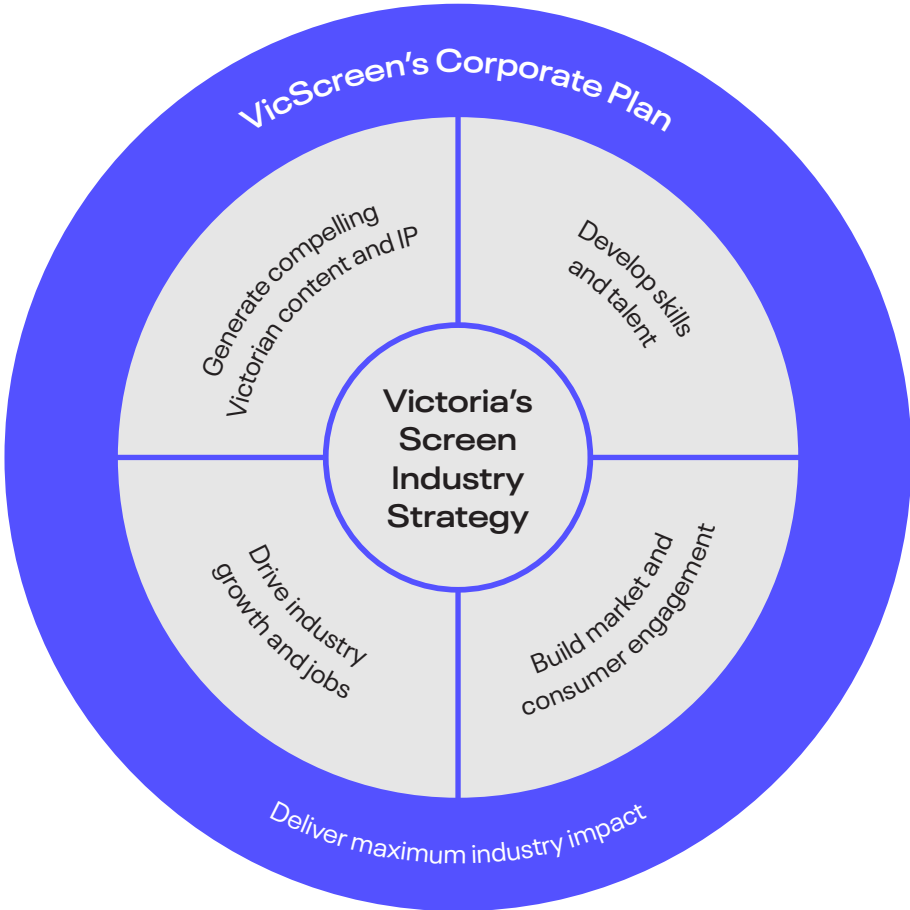 VicScreen's Corporate Plan
Generate compelling
Victorian content and IP
Develop skills
and talent
Victoria's
Screen
Industry
Strategy
Drive industry
growth and jobs
Build market and
consumer engagement
Deliver maximum industry impact